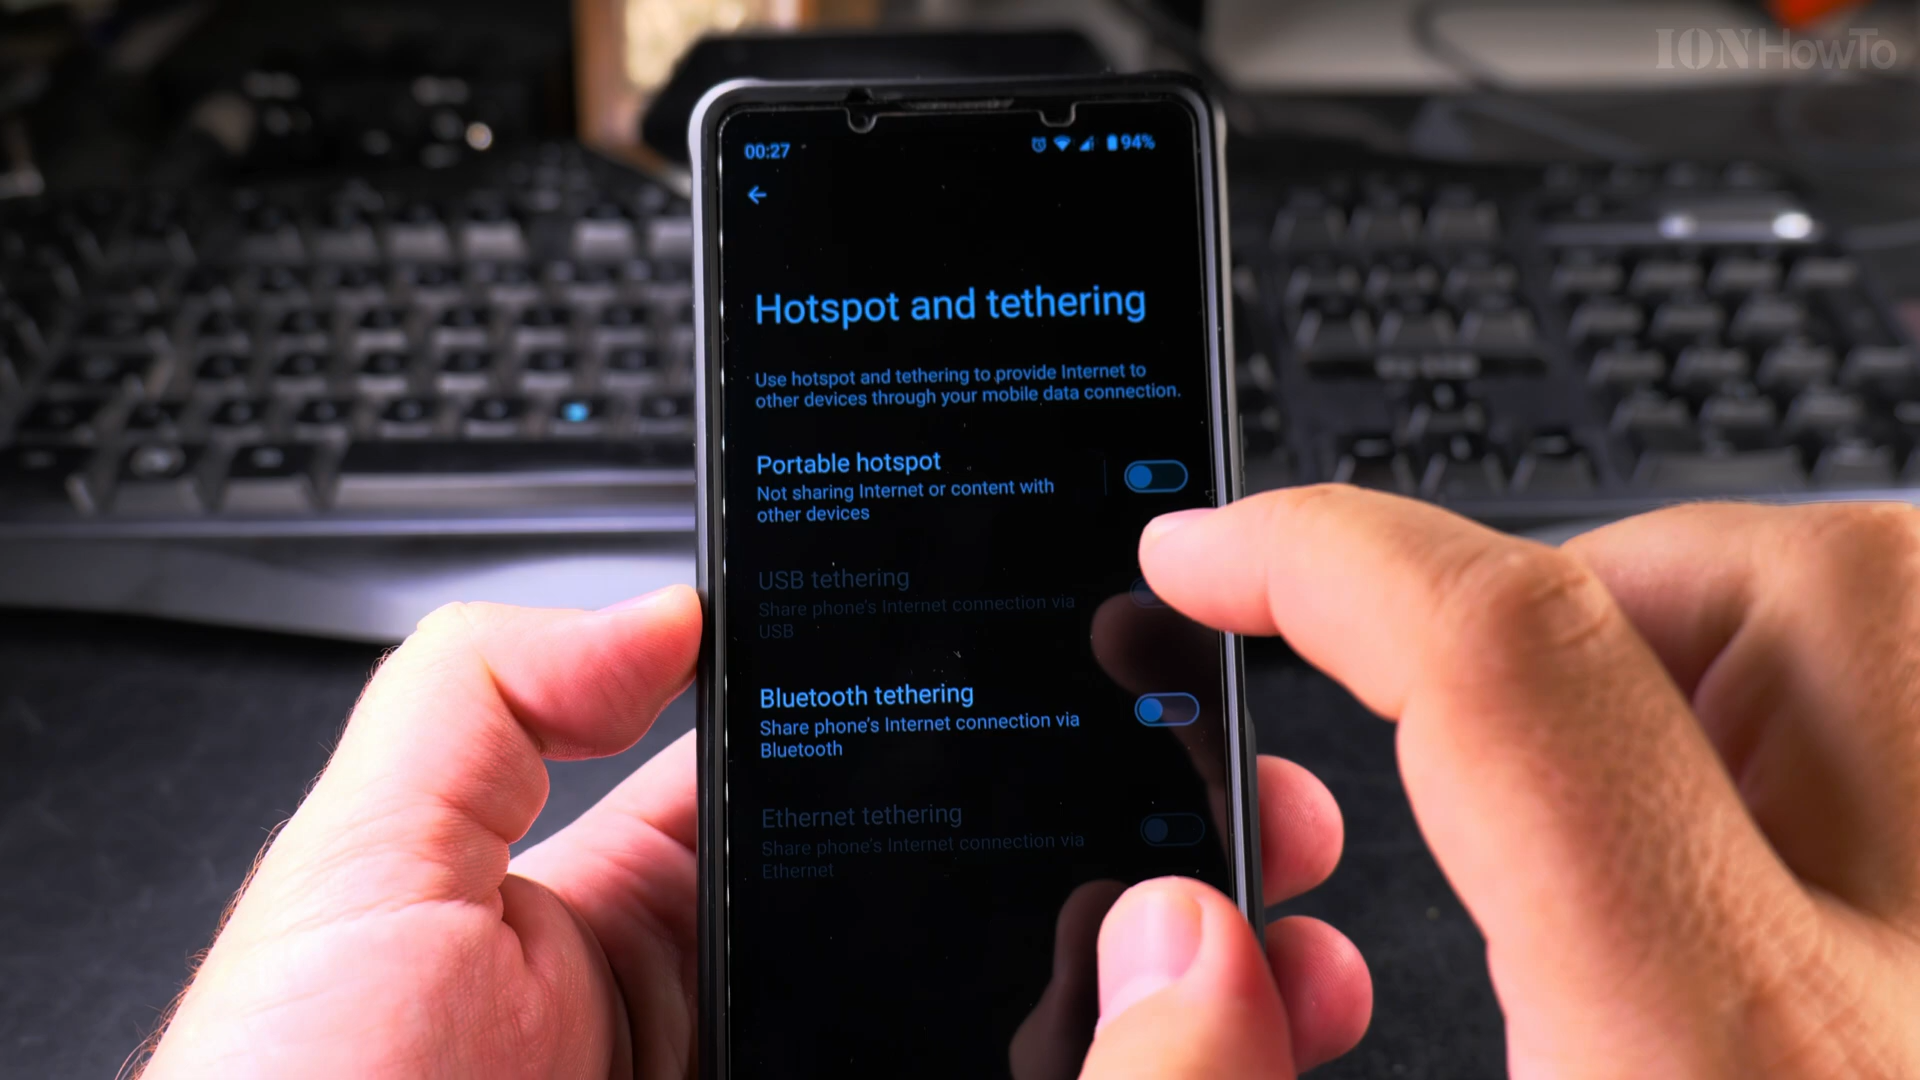 IONHowTo
00:27
94%
Hotspot and tethering
Use hotspot and tethering to provide Internet to
other devices through your mobile data connection.
Portable hotspot
Not sharing Internet or content with
other devices
USB tethering
Share phone's Internet connection via
USB
Bluetooth tethering
Share phone's Internet connection via
Bluetooth
Ethernet tethering
Share phone's Internet connection via
Ethernet